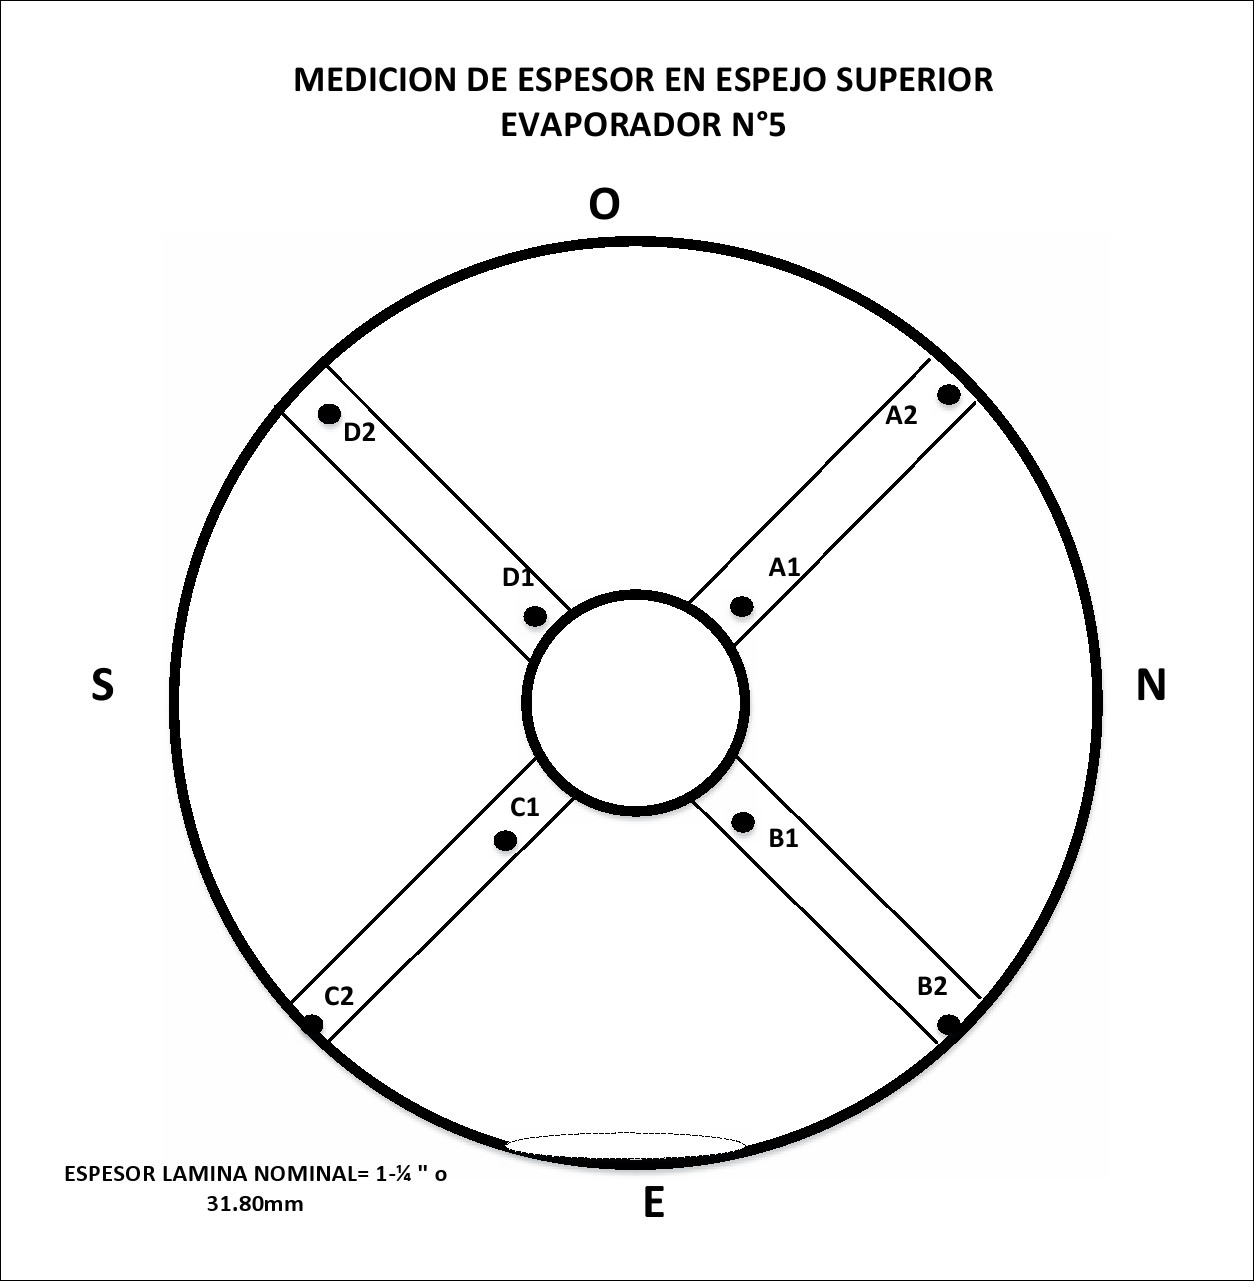 MEDICION DE ESPESOR EN ESPEJO SUPERIOR
EVAPORADOR N°5
O
A2
D2
A1
D1
S
N
C1
B1
B2
C2
ESPESOR LAMINA NOMINAL= 1-¼ " o
31.80mm
E